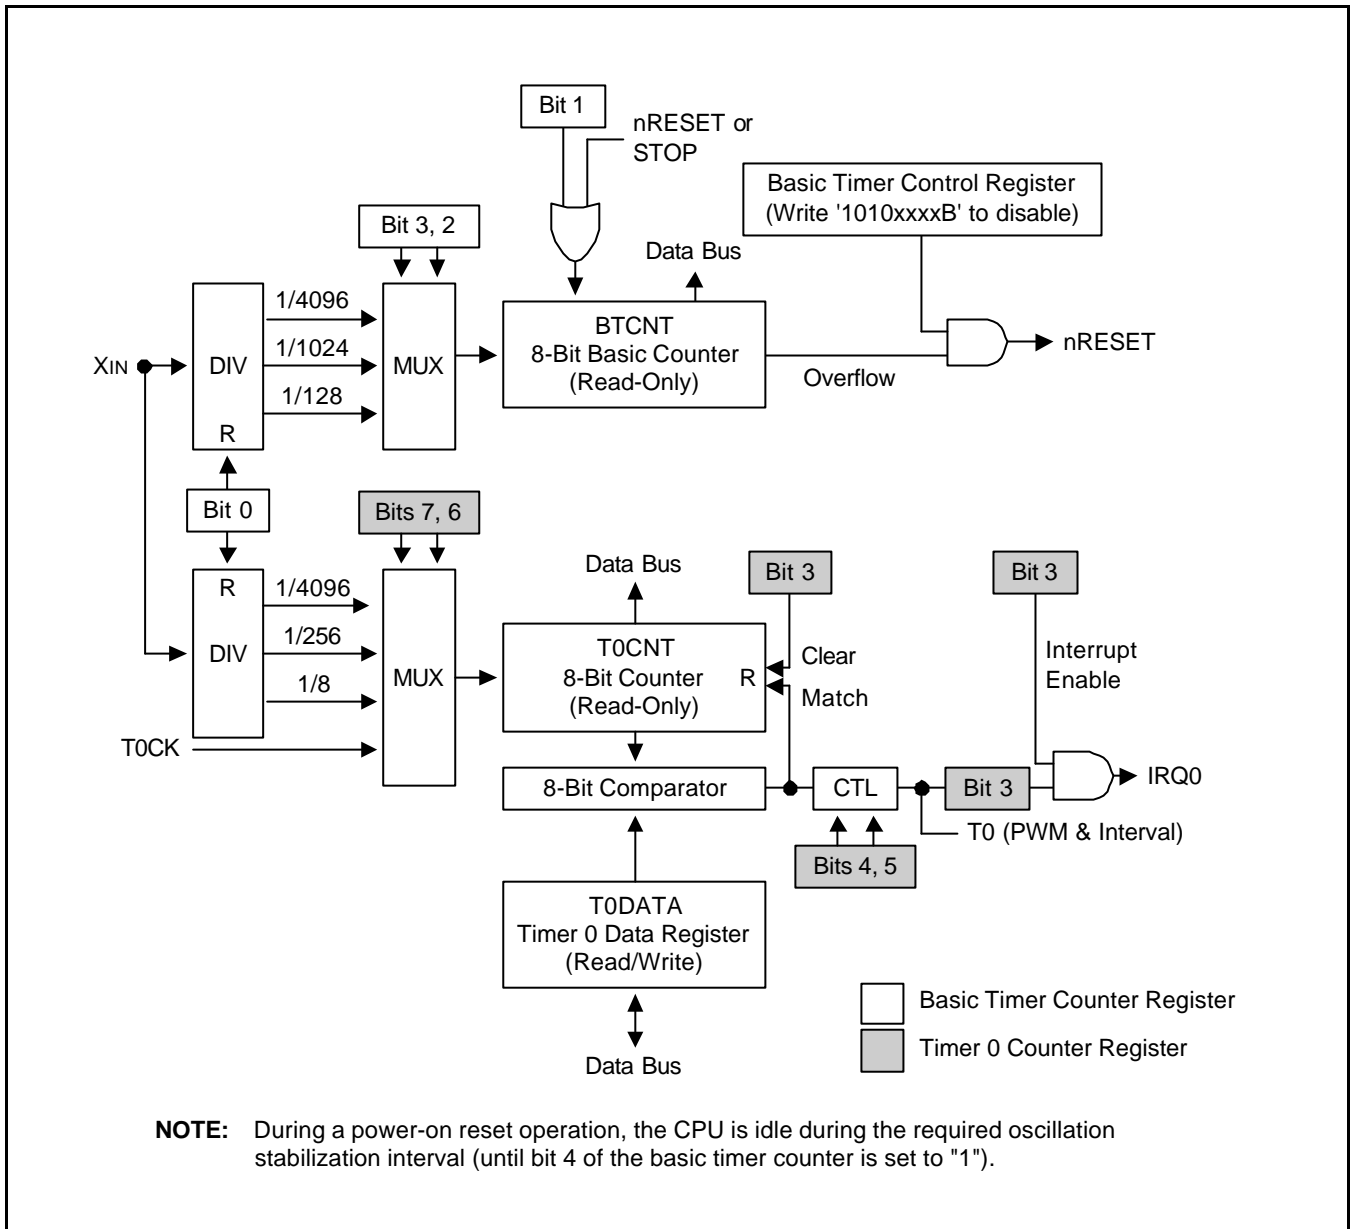 Bit 1
nRESET or
STOP
Basic Timer Control Register
(Write '1010xxxxB' to disable)
Bit 3, 2
Data Bus
1/4096
BTCNT
8-Bit Basic Counter
(Read-Only)
nRESET
XIN
DIV
1/1024
MUX
Overflow
1/128
R
Bit 0
Bits 7, 6
Data Bus
Bit 3
Bit 3
R
1/4096
1/256
DIV
1/8
MUX
T0CNT
8-Bit Counter
(Read-Only)
R
Clear
Match
Interrupt
Enable
T0CK
8-Bit Comparator
CTL
Bit 3
IRQ0
T0 (PWM & Interval)
Bits 4, 5
T0DATA
Timer 0 Data Register
(Read/Write)
Data Bus
Basic Timer Counter Register
Timer 0 Counter Register
NOTE: During a power-on reset operation, the CPU is idle during the required oscillation
stabilization interval (until bit 4 of the basic timer counter is set to "1").